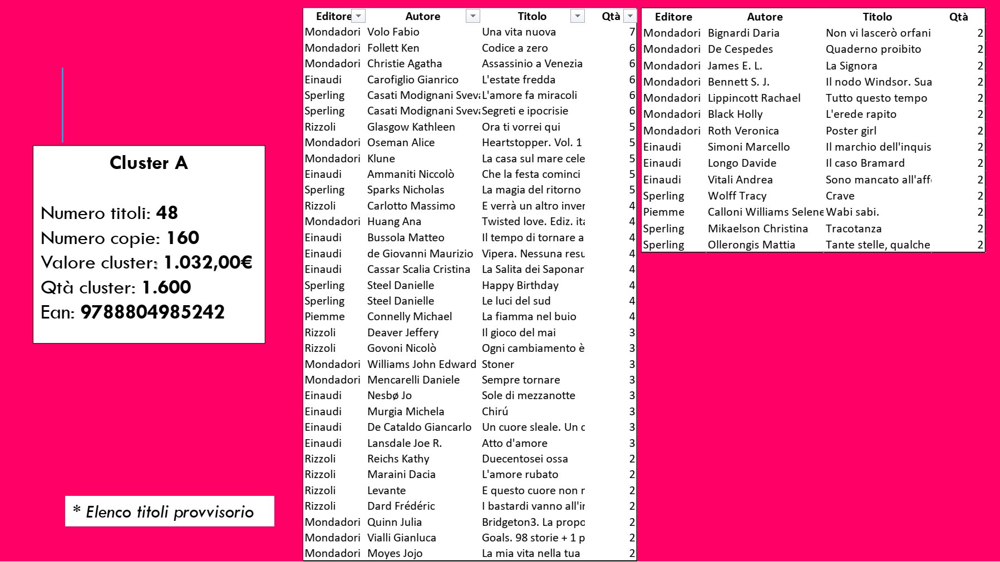 Cluster A
Numero titoli: 48
Numero copie: 160
Valore cluster: 1.032,00€
Qtà cluster: 1.600
Ean: 9788804985242
* Elenco titoli provvisorio
Editore Autore Titolo Qtà
Mondadori Volo Fabio Una vita nuova 7
Mondadori Follett Ken Codice a zero 6
Mondadori Christie Agatha Assassinio a Venezia 6
Einaudi Carofiglio Gianrico L'estate fredda 6
Sperling Casati Modignani Sveva L'amore fa miracoli 6
Sperling Casati Modignani Sveva Segreti e ipocrisie 6
Rizzoli Glasgow Kathleen Ora ti vorrei qui 5
Mondadori Oseman Alice Heartstopper. Vol. 1 5
Mondadori Klune La casa sul mare cele 5
Einaudi Ammaniti Niccolò Che la festa cominci 5
Sperling Sparks Nicholas La magia del ritorno 5
Rizzoli Carlotto Massimo E verrà un altro inver 4
Mondadori Huang Ana Twisted love. Ediz. ita 4
Einaudi Bussola Matteo Il tempo di tornare a 4
Einaudi de Giovanni Maurizio Vipera. Nessuna resu 4
Einaudi Cassar Scalia Cristina La Salita dei Saponar 4
Sperling Steel Danielle Happy Birthday 4
Sperling Steel Danielle Le luci del sud 4
Piemme Connelly Michael La fiamma nel buio 4
Rizzoli Deaver Jeffery Il gioco del mai 3
Rizzoli Govoni Nicolò Ogni cambiamento è 3
Mondadori Williams John Edward Stoner 3
Mondadori Mencarelli Daniele Sempre tornare 3
Einaudi Nesbø Jo Sole di mezzanotte 3
Einaudi Murgia Michela Chirú 3
Einaudi De Cataldo Giancarlo Un cuore sleale. Un c 3
Einaudi Lansdale Joe R. Atto d'amore 3
Rizzoli Reichs Kathy Duecentosei ossa 2
Rizzoli Maraini Dacia L'amore rubato 2
Rizzoli Levante E questo cuore non r 2
Rizzoli Dard Frédéric I bastardi vanno all'in 2
Mondadori Quinn Julia Bridgeton3. La propo 2
Mondadori Vialli Gianluca Goals. 98 storie + 1 p 2
Mondadori Moyes Jojo La mia vita nella tua 2
Editore Autore Titolo Qtà
Mondadori Bignardi Daria Non vi lascerò orfani 2
Mondadori De Cespedes Quaderno proibito 2
Mondadori James E. L. La Signora 2
Mondadori Bennett S. J. Il nodo Windsor. Sua 2
Mondadori Lippincott Rachael Tutto questo tempo 2
Mondadori Black Holly L'erede rapito 2
Mondadori Roth Veronica Poster girl 2
Einaudi Simoni Marcello Il marchio dell'inquis 2
Einaudi Longo Davide Il caso Bramard 2
Einaudi Vitali Andrea Sono mancato all'aff 2
Sperling Wolff Tracy Crave 2
Piemme Calloni Williams Selene Wabi sabi. 2
Sperling Mikaelson Christina Tracotanza 2
Sperling Ollerongis Mattia Tante stelle, qualche 2